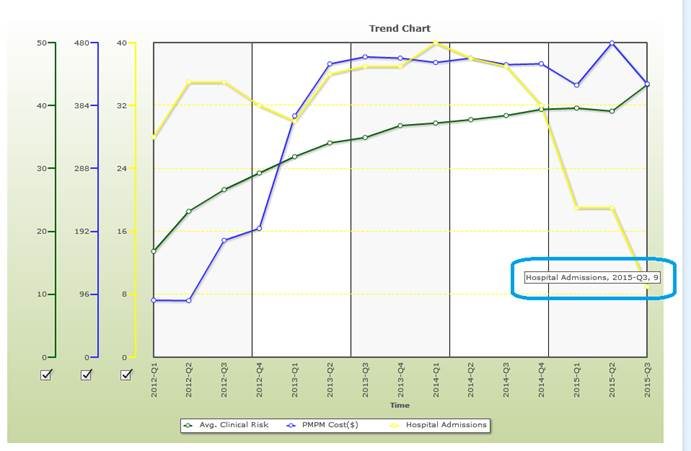 Trend Chart
50 480 40
40 384 32
30 288 24
20 192 16
Hospital Admissions, 2015-Q3, 9
10 96 8
0 0 0
2012-Q1 2012-Q2 2012-Q3 2012-Q4 2013-Q1 2013-Q2 2013-Q3 2013-Q4 2014-Q1 2014-Q2 2014-Q3 2014-Q4 2015-Q1 2015-Q2 2015-Q3
Time
Avg. Clinical Risk PMPM Cost($) Hospital Admissions